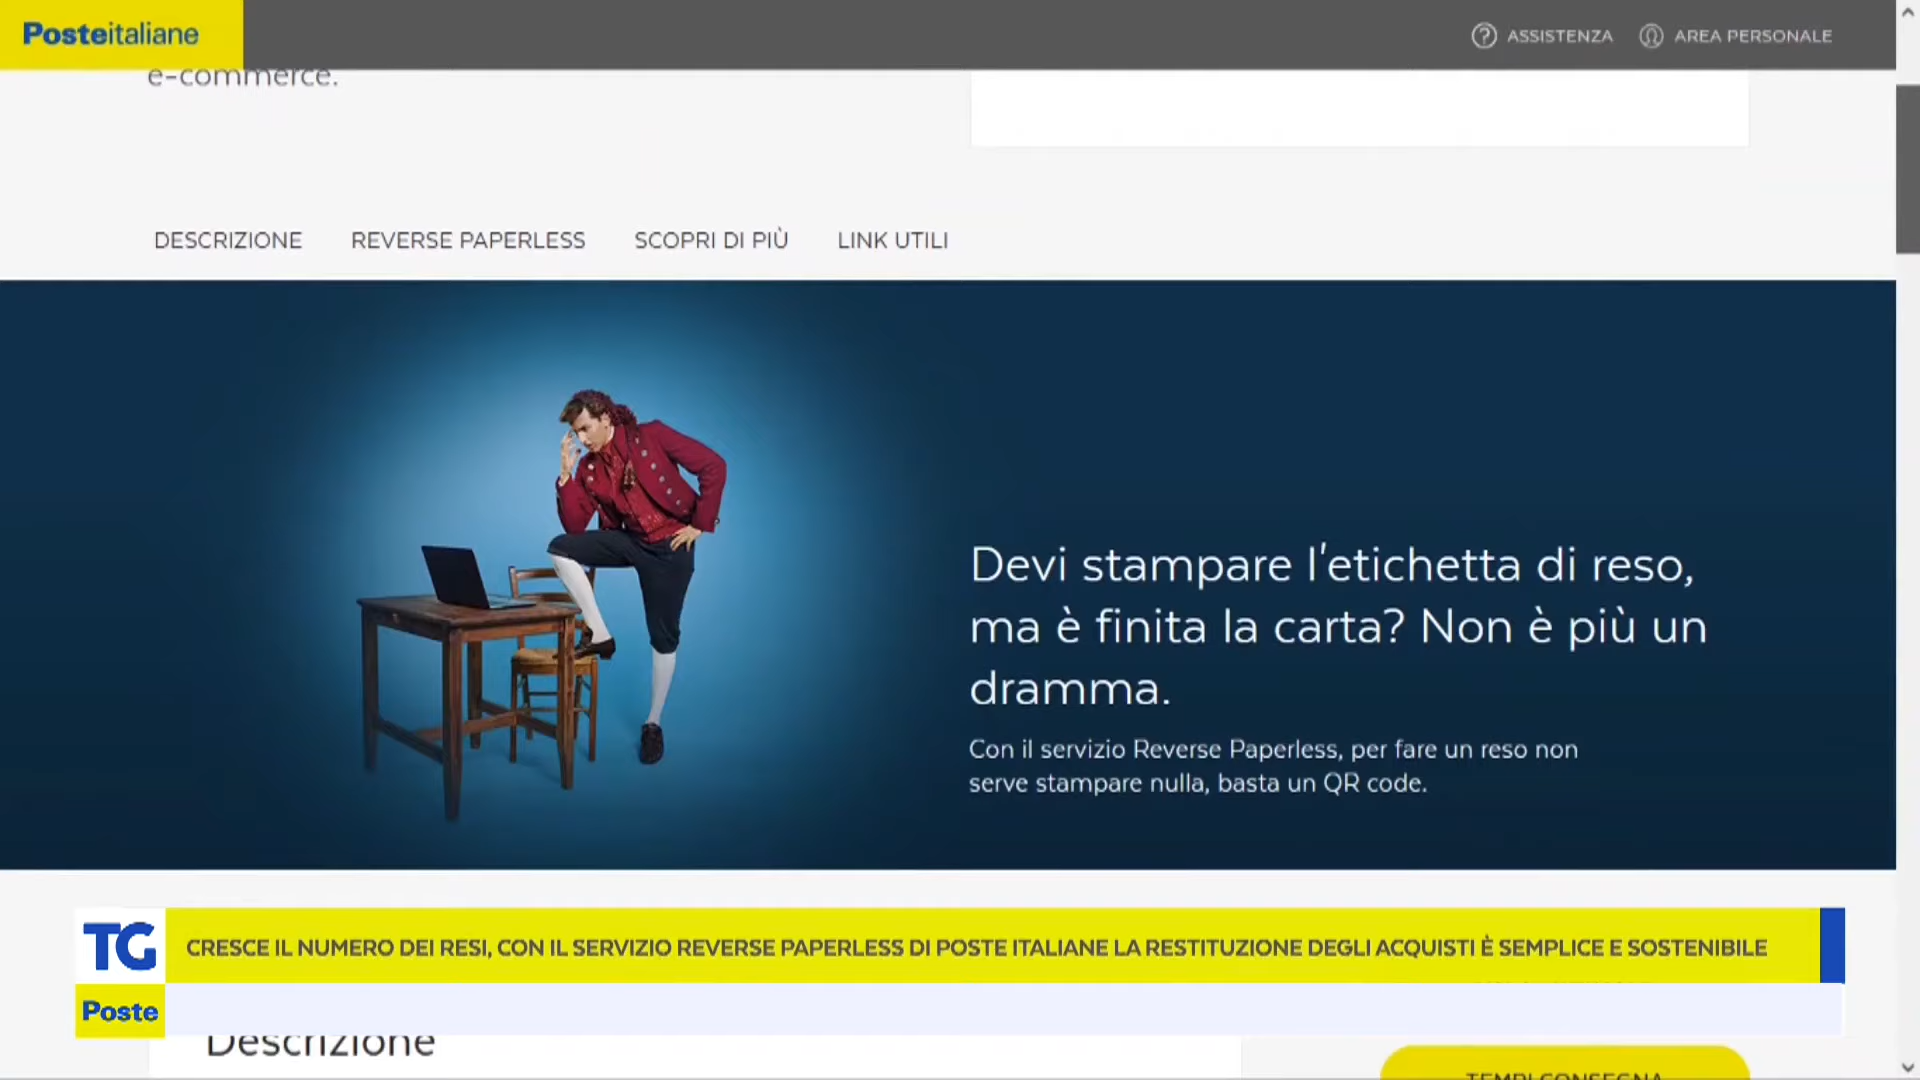 Posteitaliane
ASSISTENZA
AREA PERSONALE
e-commerce.
DESCRIZIONE
REVERSE PAPERLESS
SCOPRI DI PIÙ
LINK UTILI
Devi stampare l'etichetta di reso,
ma è finita la carta? Non è più un
dramma.
Con il servizio Reverse Paperless, per fare un reso non
serve stampare nulla, basta un QR code.
TG
CRESCE IL NUMERO DEI RESI, CON IL SERVIZIO REVERSE PAPERLESS DI POSTE ITALIANE LA RESTITUZIONE DEGLI ACQUISTI È SEMPLICE E SOSTENIBILE
Poste
Descrizione
TEMPI CONSEGNA